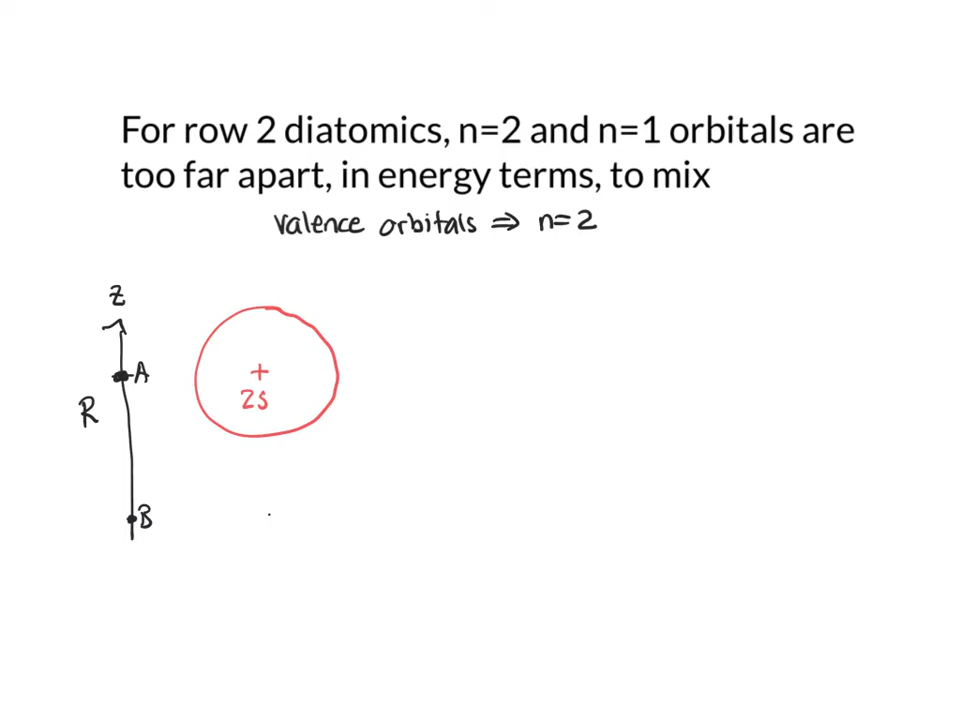 For row 2 diatomics, n=2 and n=1 orbitals are
too far apart, in energy terms, to mix
valence orbitals ⇒ n=2
z
A
+
R
2s
B